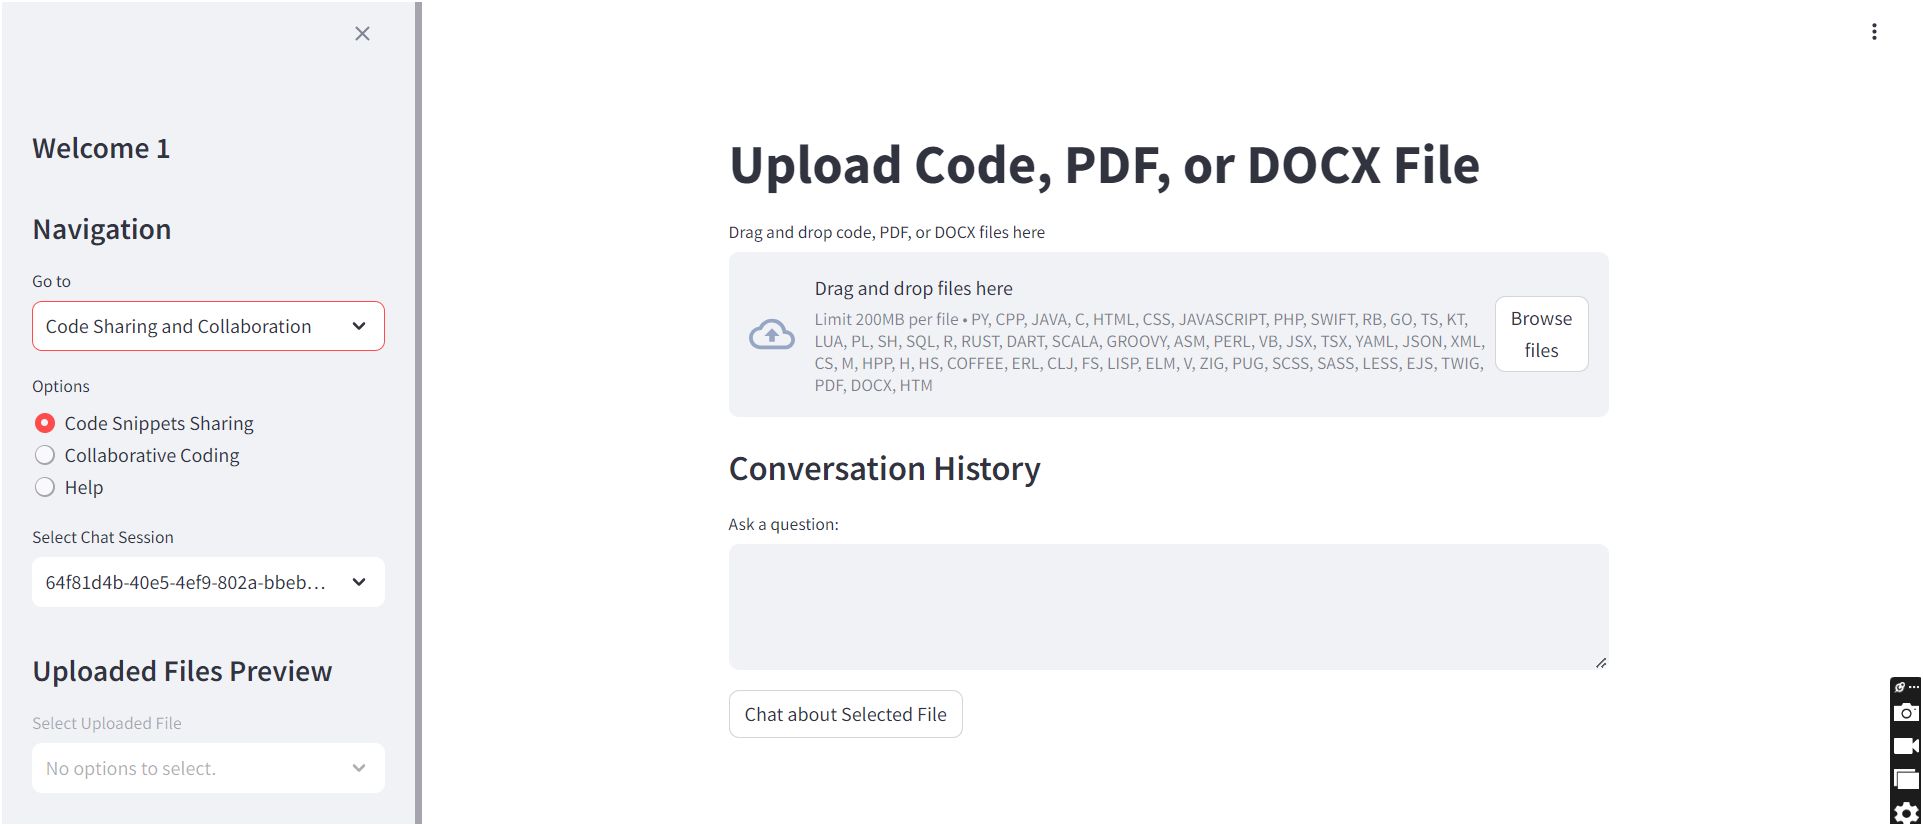 Welcome 1
Navigation
Go to
Code Sharing and Collaboration
Options
Code Snippets Sharing
Collaborative Coding
Help
Select Chat Session
64f81d4b-40e5-4ef9-802a-bbeb...
Uploaded Files Preview
Select Uploaded File
No options to select.
Upload Code, PDF, or DOCX File
Drag and drop code, PDF, or DOCX files here
Drag and drop files here
Limit 200MB per file • PY, CPP, JAVA, C, HTML, CSS, JAVASCRIPT, PHP, SWIFT, RB, GO, TS, KT,
LUA, PL, SH, SQL, R, RUST, DART, SCALA, GROOVY, ASM, PERL, VB, JSX, TSX, YAML, JSON, XML,
CS, M, HPP, H, HS, COFFEE, ERL, CLJ, FS, LISP, ELM, V, ZIG, PUG, SCSS, SASS, LESS, EJS, TWIG,
PDF, DOCX, HTM
Browse
files
Conversation History
Ask a question:
Chat about Selected File